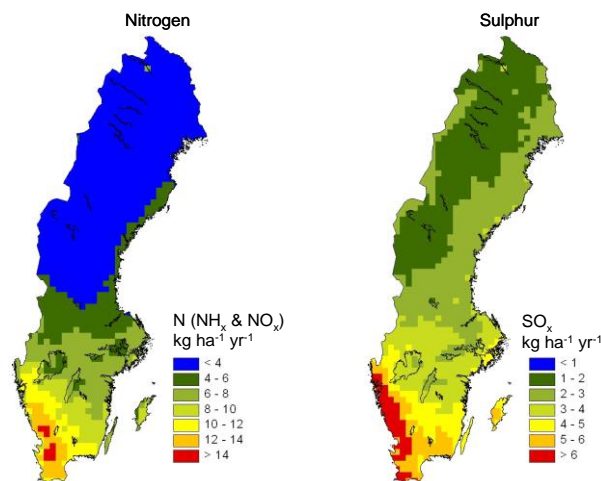 Nitrogen
N (NHₓ & NOₓ)
kg ha⁻¹ yr⁻¹
< 4
4 - 6
6 - 8
8 - 10
10 - 12
12 - 14
> 14
Sulphur
SOₓ
kg ha⁻¹ yr⁻¹
< 1
1 - 2
2 - 3
3 - 4
4 - 5
5 - 6
> 6